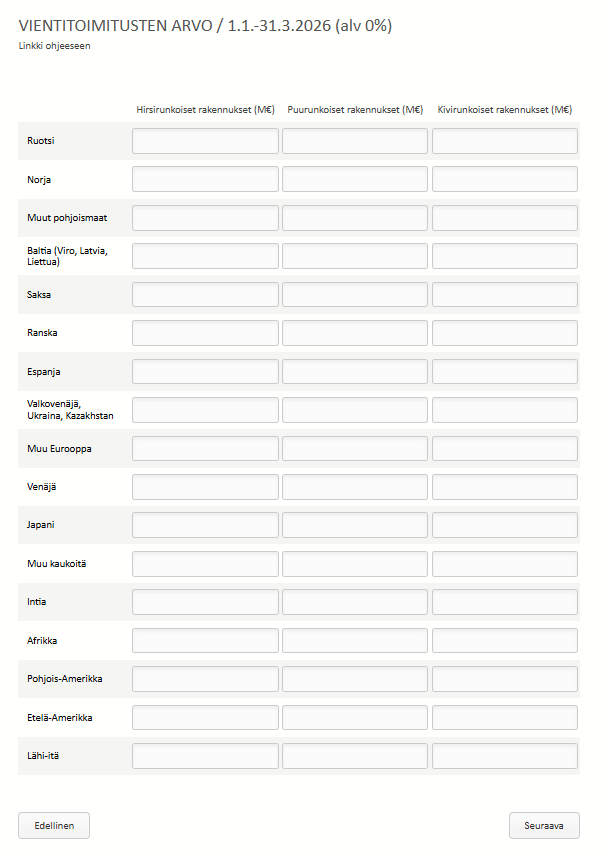 VIENTITOIMITUSTEN ARVO / 1.1.-31.3.2026 (alv 0%)
Linkki ohjeeseen
Hirsirunkoiset rakennukset (M€) Puurunkoiset rakennukset (M€) Kivirunkoiset rakennukset (M€)
Ruotsi
Norja
Muut pohjoismaat
Baltia (Viro, Latvia,
Liettua)
Saksa
Ranska
Espanja
Valkovenäjä,
Ukraina, Kazakhstan
Muu Eurooppa
Venäjä
Japani
Muu kaukoitä
Intia
Afrikka
Pohjois-Amerikka
Etelä-Amerikka
Lähi-itä
Edellinen Seuraava